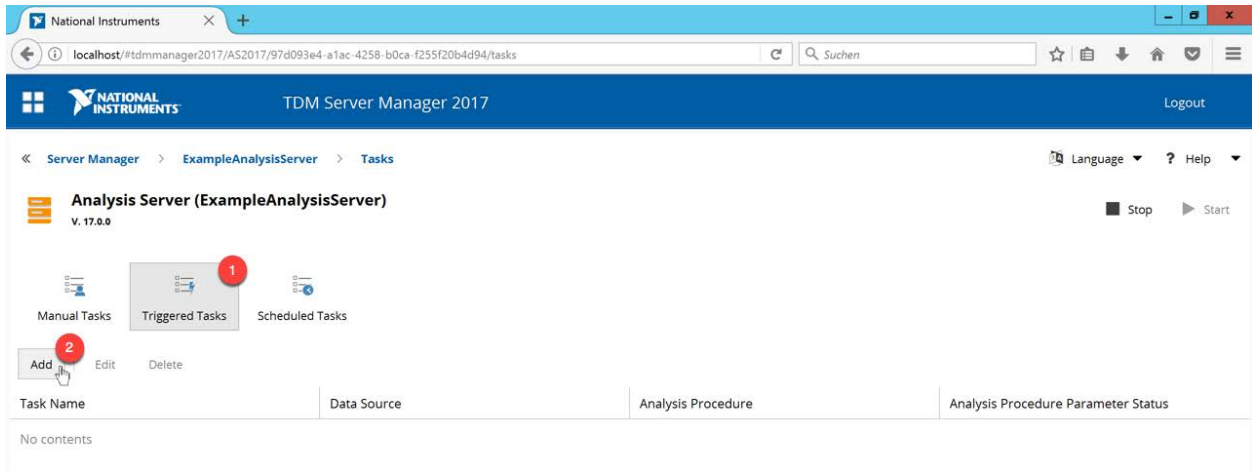 National Instruments
localhost/#tdmmanager2017/AS2017/97d093e4-a1ac-4258-b0ca-f255f20b4d94/tasks
Suchen
NATIONAL INSTRUMENTS
TDM Server Manager 2017
Logout
« Server Manager > ExampleAnalysisServer > Tasks
Language
? Help
Analysis Server (ExampleAnalysisServer)
V. 17.0.0
Stop
Start
1
Manual Tasks
Triggered Tasks
Scheduled Tasks
2
Add
Edit
Delete
Task Name
Data Source
Analysis Procedure
Analysis Procedure Parameter Status
No contents